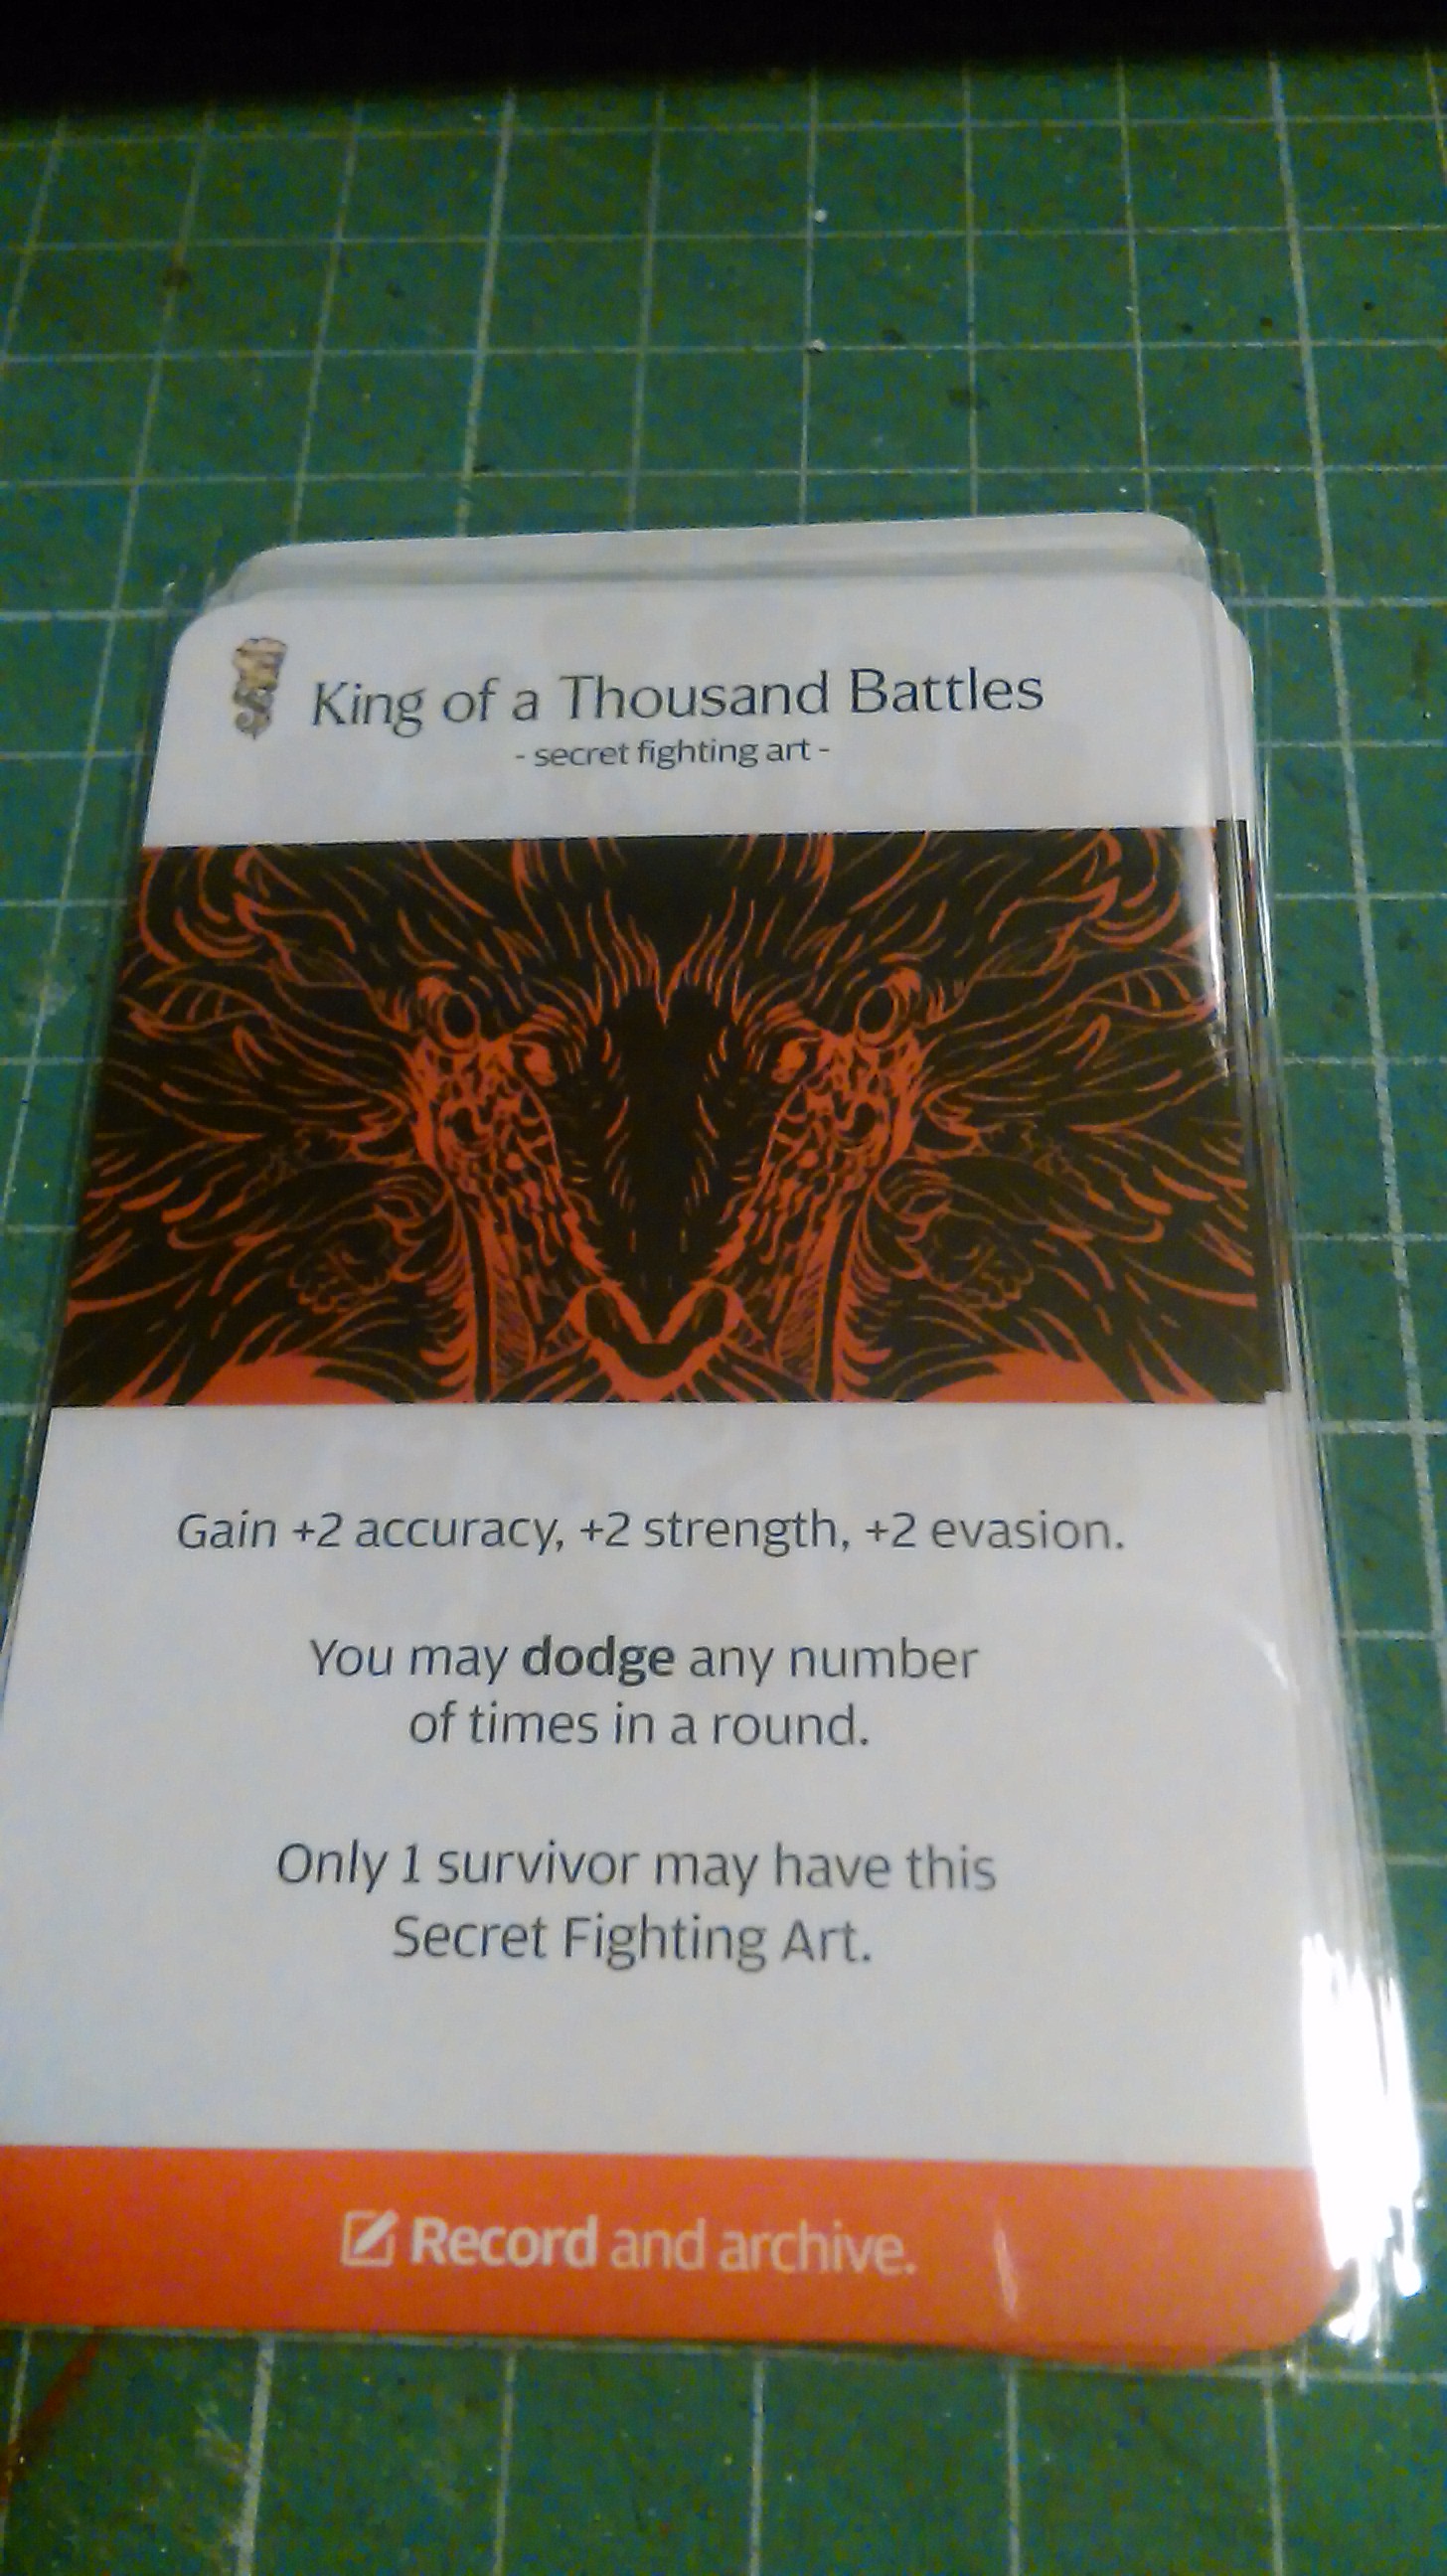 King of a Thousand Battles
- secret fighting art -
Gain +2 accuracy, +2 strength, +2 evasion.
You may dodge any number
of times in a round.
Only 1 survivor may have this
Secret Fighting Art.
Record and archive.